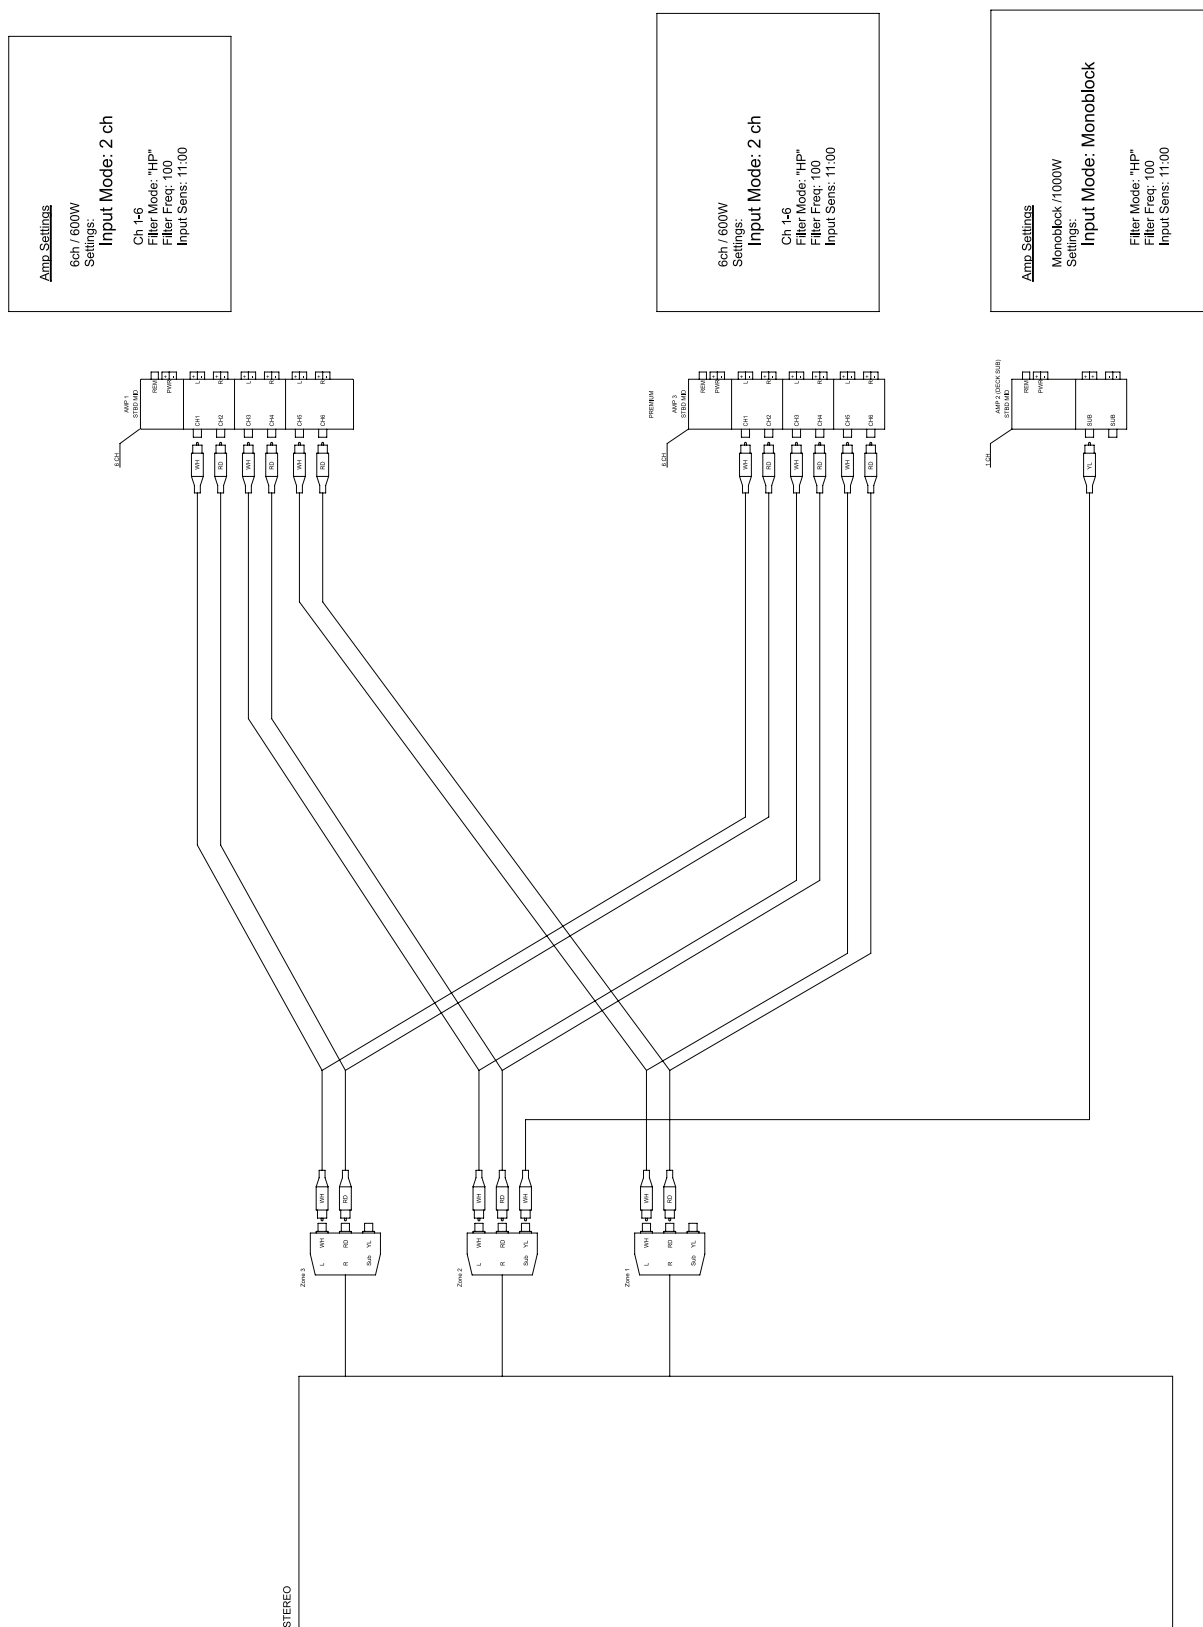 Amp Settings
6ch / 600W
Settings:
Input Mode: 2 ch
Ch 1-6
Filter Mode: "HP"
Filter Freq: 100
Input Sens: 11:00
6ch / 600W
Settings:
Input Mode: 2 ch
Ch 1-6
Filter Mode: "HP"
Filter Freq: 100
Input Sens: 11:00
Amp Settings
Monoblock /1000W
Settings:
Input Mode: Monoblock
Filter Mode: "HP"
Filter Freq: 100
Input Sens: 11:00
6 CH
AMP 1
STBD MID
REM
PWR
+ -
CH1
L
+ -
CH2
R
+ -
CH3
L
+ -
CH4
R
+ -
CH5
L
+ -
CH6
R
+ -
WH
RD
WH
RD
WH
RD
PREMIUM
6 CH
AMP 3
STBD MID
REM
PWR
+ -
CH1
L
+ -
CH2
R
+ -
CH3
L
+ -
CH4
R
+ -
CH5
L
+ -
CH6
R
+ -
WH
RD
WH
RD
WH
RD
1 CH
AMP 2 (DECK SUB)
STBD MID
REM
PWR
+ -
SUB
+ +
SUB
- -
YL
WH
RD
Zone 3
L WH
R RD
Sub YL
WH
RD
WH
Zone 2
L WH
R RD
Sub YL
WH
RD
Zone 1
L WH
R RD
Sub YL
STEREO